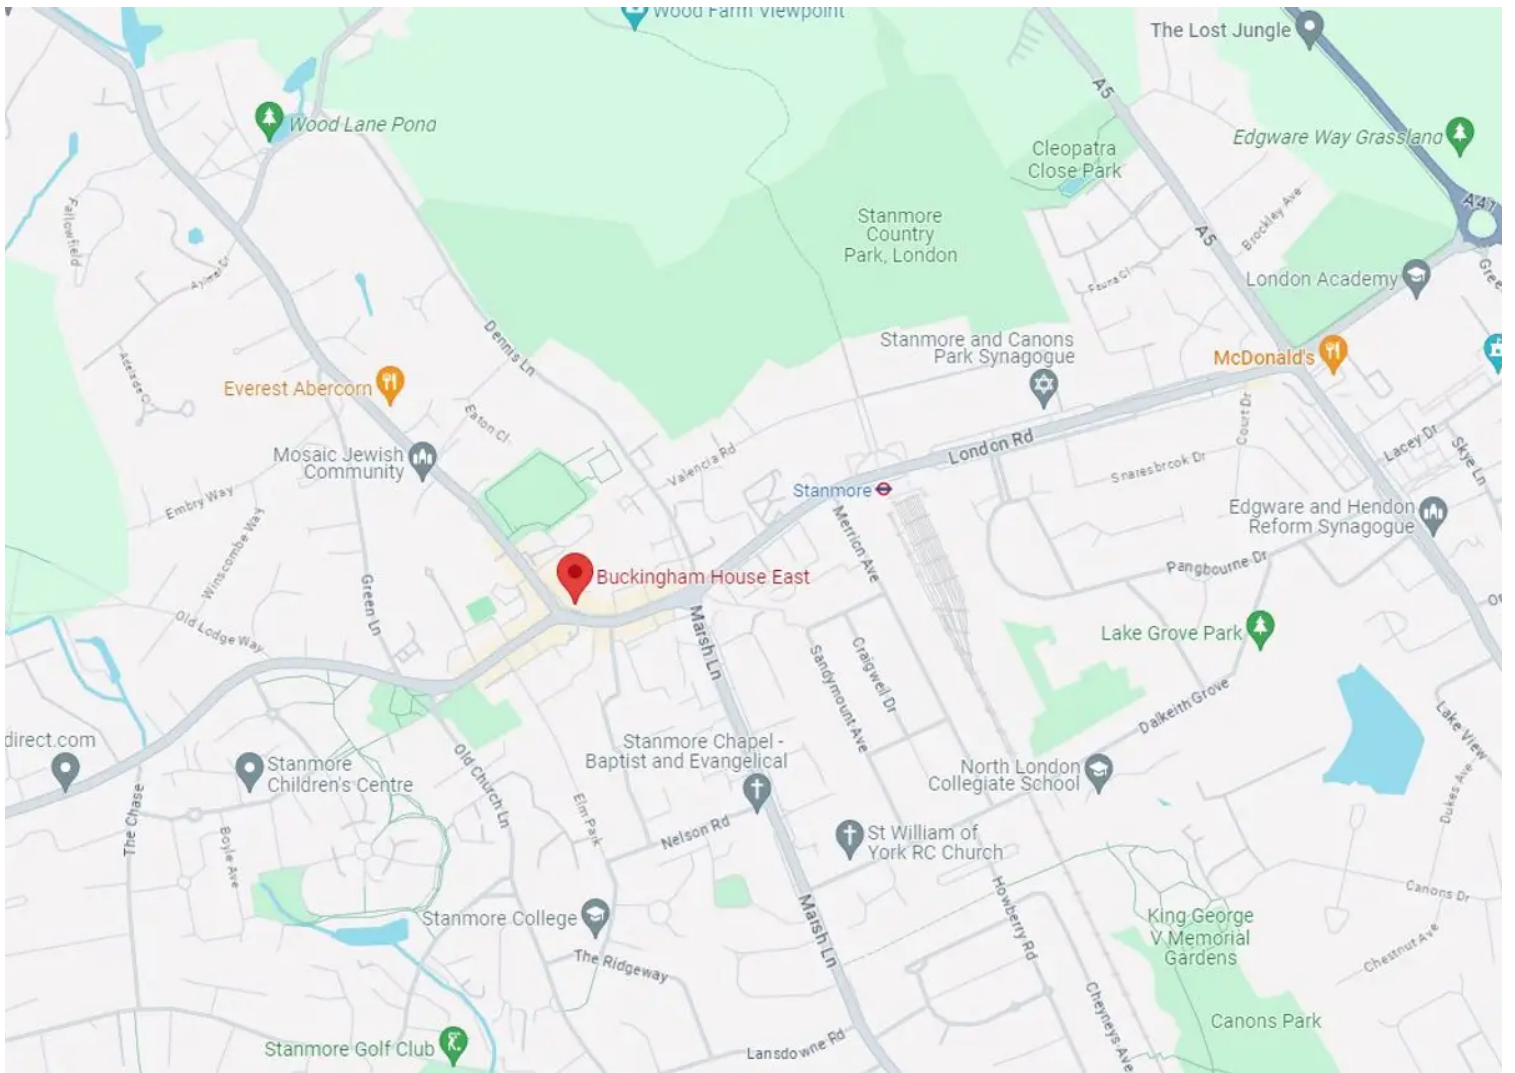 Wood Farm Viewpoint
The Lost Jungle
A5
Wood Lane Pond
Edgware Way Grassland
Cleopatra
Close Park
A41
Fellowfield
Stanmore
Country
Park, London
Brockley Ave
A5
Aylmer Dr
Fauna Cl
London Academy
Gree
Dennis Ln
Stanmore and Canons
Park Synagogue
McDonald's
Adelaide Cl
Everest Abercorn
Eaton Cl
Court Dr
London Rd
Lacey Dr
Skye Ln
Mosaic Jewish
Community
Valencia Rd
Snaresbrook Dr
Stanmore
Embry Way
Winscombe Way
Merrion Ave
Edgware and Hendon
Reform Synagogue
Buckingham House East
Pangbourne Dr
Green Ln
Old Lodge Way
Marsh Ln
Lake Grove Park
Craigweil Dr
Sandymount Ave
Dalkeith Grove
Lake View
direct.com
Stanmore
Children's Centre
Old Church Ln
Stanmore Chapel -
Baptist and Evangelical
North London
Collegiate School
Dukes Ave
The Chase
Boyle Ave
Elm Park
Nelson Rd
St William of
York RC Church
Stanmore College
Howberry Rd
Canons Dr
Marsh Ln
King George
V Memorial
Gardens
Chestnut Ave
The Ridgeway
Cheyneys Ave
Canons Park
Stanmore Golf Club
Lansdowne Rd